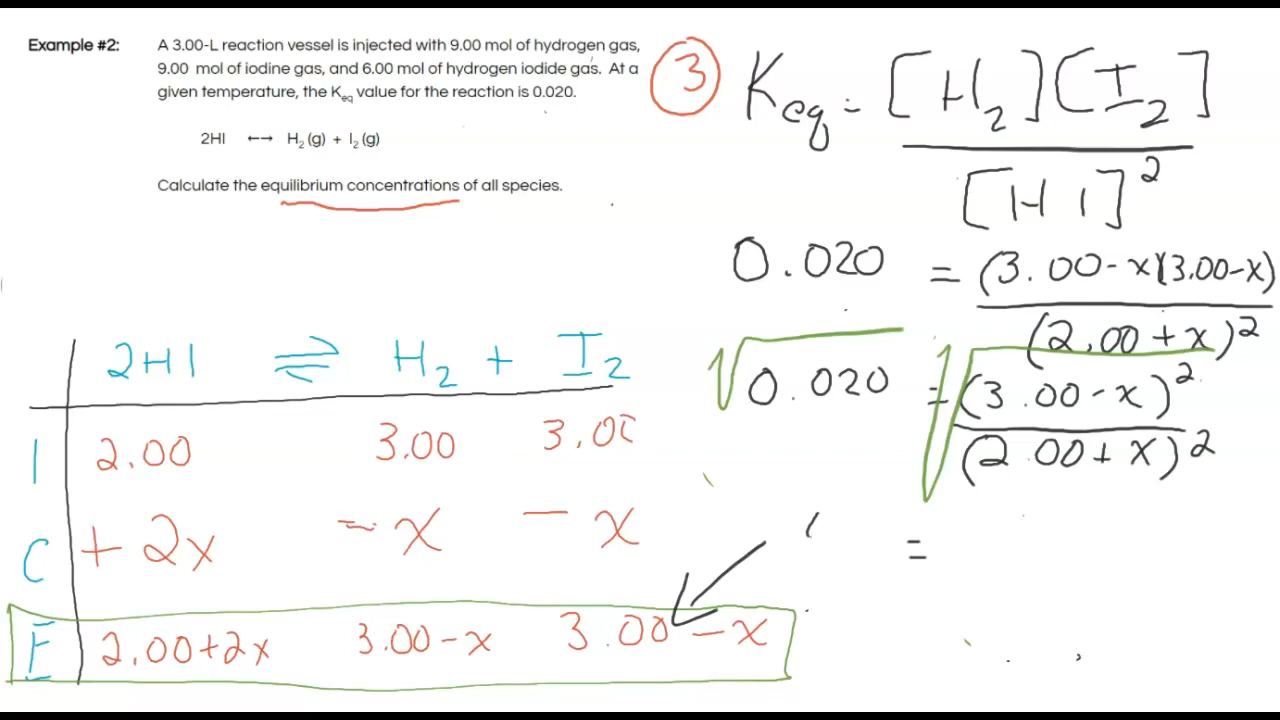 Example #2: A 3.00-L reaction vessel is injected with 9.00 mol of hydrogen gas,
9.00 mol of iodine gas, and 6.00 mol of hydrogen iodide gas. At a
given temperature, the Keq value for the reaction is 0.020.
2HI ←→ H2 (g) + I2 (g)
Calculate the equilibrium concentrations of all species.
3 Keq = [H2][I2]
[HI]2
0.020 = (3.00-x)(3.00-x)
(2.00+x)2
√0.020 = √(3.00-x)2
(2.00+x)2
( =
2HI ⇌ H2 + I2
I 2.00 3.00 3.00
C +2x -x -x
E 2.00+2x 3.00-x 3.00-x